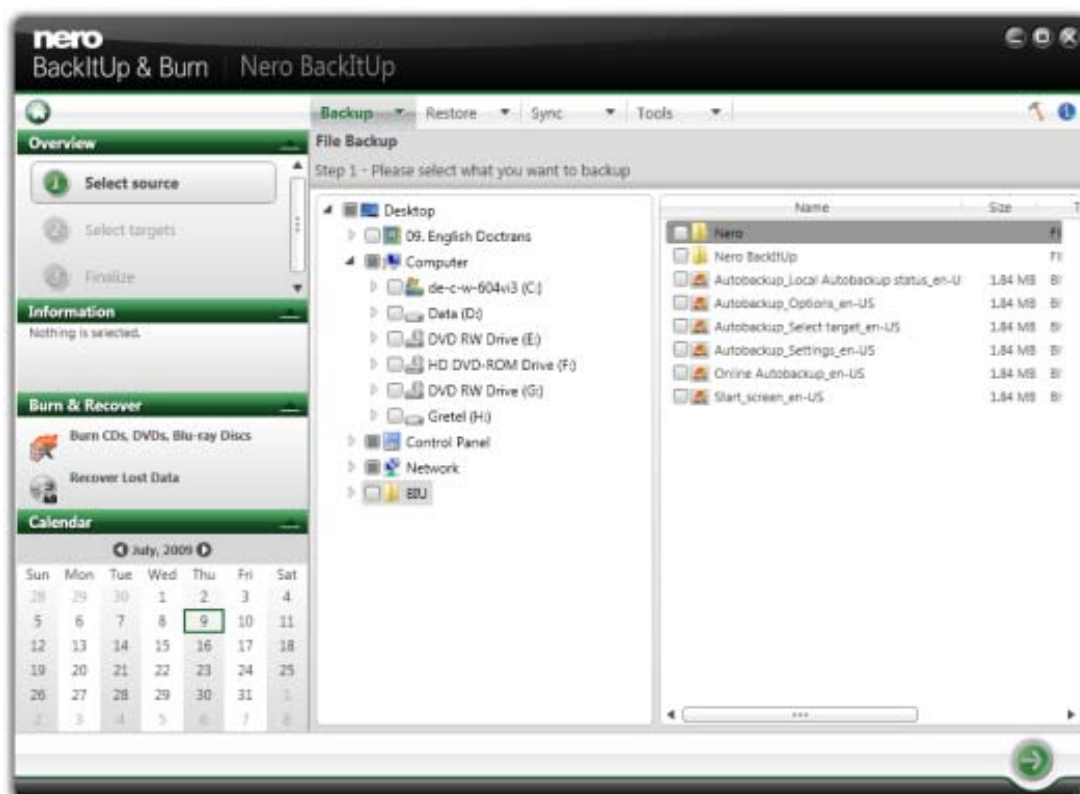 nero
BackItUp & Burn | Nero BackItUp
Backup Restore Sync Tools
Overview
Select source
Select targets
Finalize
Information
Nothing is selected.
Burn & Recover
Burn CDs, DVDs, Blu-ray Discs
Recover Lost Data
Calendar
July, 2009
Sun Mon Tue Wed Thu Fri Sat
28 29 30 1 2 3 4
5 6 7 8 9 10 11
12 13 14 15 16 17 18
19 20 21 22 23 24 25
26 27 28 29 30 31 1
2 3 4 5 6 7 8
File Backup
Step 1 - Please select what you want to backup
Desktop
09. English Doctrans
Computer
de-c-w-604vi3 (C:)
Data (D:)
DVD RW Drive (E:)
HD DVD-ROM Drive (F:)
DVD RW Drive (G:)
Gretel (H:)
Control Panel
Network
BIU
Name Size T
Nero Fi
Nero BackItUp Fi
Autobackup_Local Autobackup status_en-U 1.84 MB BI
Autobackup_Options_en-US 1.84 MB BI
Autobackup_Select target_en-US 1.84 MB BI
Autobackup_Settings_en-US 1.84 MB BI
Online Autobackup_en-US 1.84 MB BI
Start_screen_en-US 1.84 MB BI